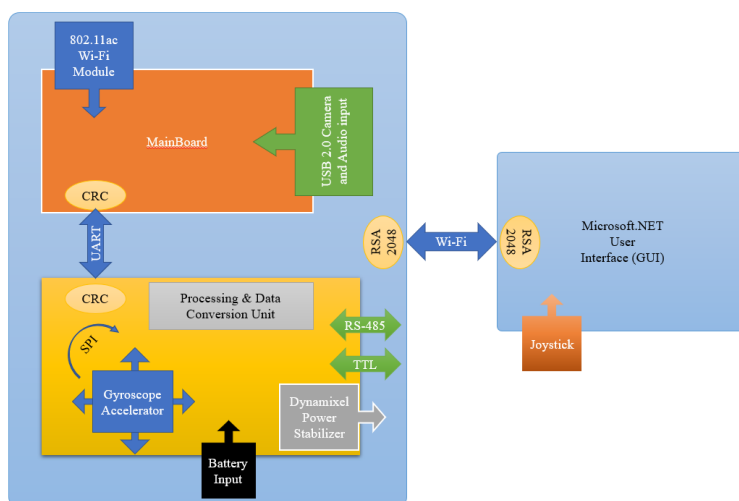 802.11ac
Wi-Fi
Module
MainBoard
USB 2.0 Camera
and Audio input
CRC
UART
CRC
Processing & Data
Conversion Unit
SPI
Gyroscope
Accelerator
RS-485
TTL
Dynamixel
Power
Stabilizer
Battery
Input
RSA
2048
Wi-Fi
RSA
2048
Microsoft.NET
User
Interface (GUI)
Joystick